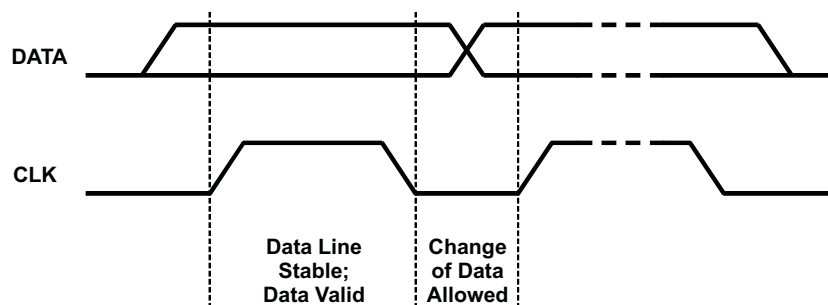 DATA
CLK
Data Line
Stable;
Data Valid
Change
of Data
Allowed